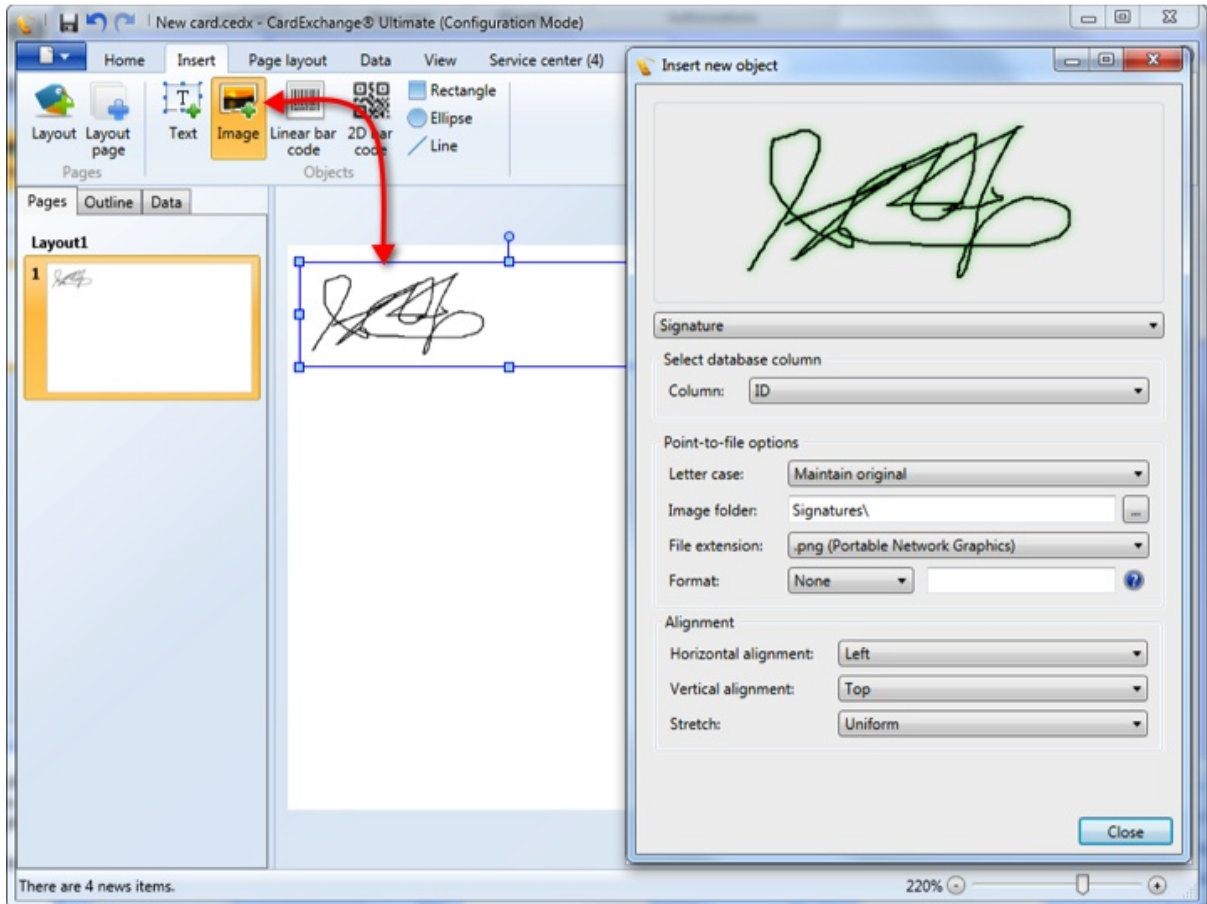 New card.cedx - CardExchange® Ultimate (Configuration Mode)
Home Insert Page layout Data View Service center (4)
Layout Layout page Text Image Linear bar code 2D bar code
Rectangle
Ellipse
Line
Pages Objects
Pages Outline Data
Layout1
1
There are 4 news items.
220%
Insert new object
Signature
Select database column
Column: ID
Point-to-file options
Letter case: Maintain original
Image folder: Signatures\ ...
File extension: .png (Portable Network Graphics)
Format: None ?
Alignment
Horizontal alignment: Left
Vertical alignment: Top
Stretch: Uniform
Close